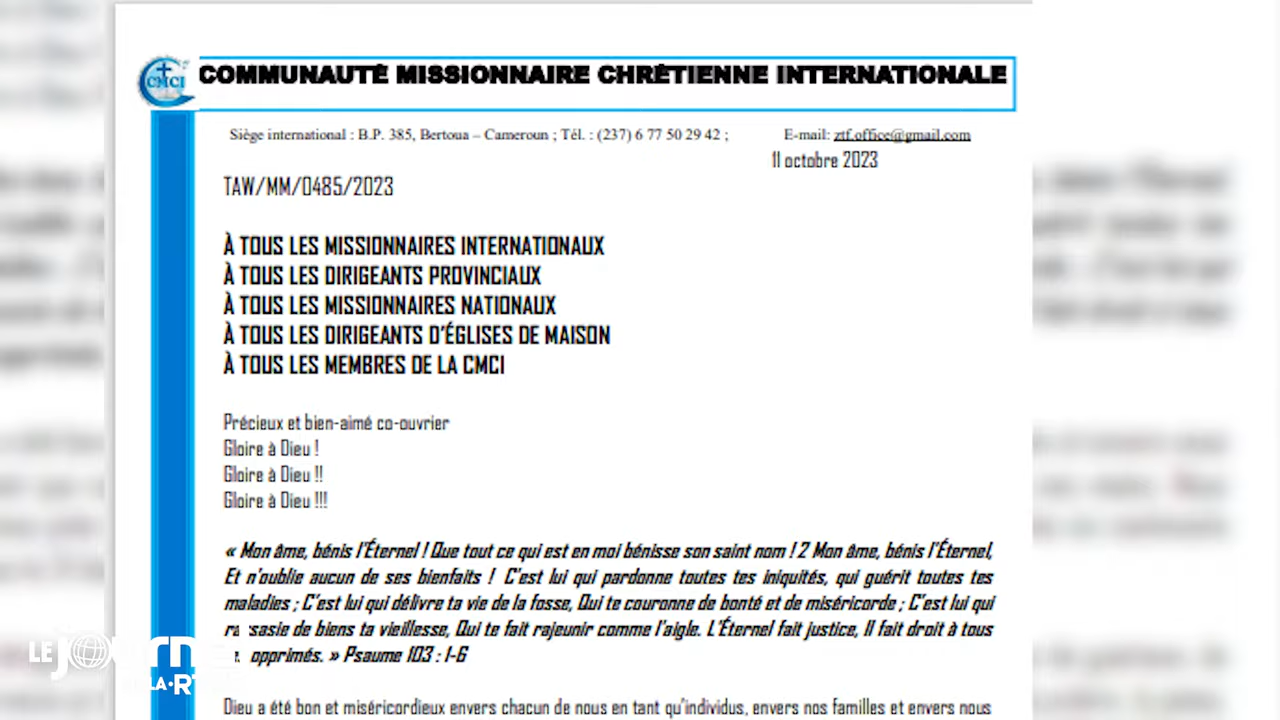 CMCI
COMMUNAUTÉ MISSIONNAIRE CHRÉTIENNE INTERNATIONALE
Siège international : B.P. 385, Bertoua – Cameroun ; Tél. : (237) 6 77 50 29 42 ; E-mail: ztf.office@gmail.com
11 octobre 2023
TAW/MM/0485/2023
À TOUS LES MISSIONNAIRES INTERNATIONAUX
À TOUS LES DIRIGEANTS PROVINCIAUX
À TOUS LES MISSIONNAIRES NATIONAUX
À TOUS LES DIRIGEANTS D'ÉGLISES DE MAISON
À TOUS LES MEMBRES DE LA CMCI
Précieux et bien-aimé co-ouvrier
Gloire à Dieu !
Gloire à Dieu !!
Gloire à Dieu !!!
« Mon âme, bénis l'Éternel ! Que tout ce qui est en moi bénisse son saint nom ! 2 Mon âme, bénis l'Éternel,
Et n'oublie aucun de ses bienfaits ! C'est lui qui pardonne toutes tes iniquités, qui guérit toutes tes
maladies ; C'est lui qui délivre ta vie de la fosse, Qui te couronne de bonté et de miséricorde ; C'est lui qui
rassasie de biens ta vieillesse, Qui te fait rajeunir comme l'aigle. L'Éternel fait justice, Il fait droit à tous
opprimés. » Psaume 103 : 1-6
Dieu a été bon et miséricordieux envers chacun de nous en tant qu'individus, envers nos familles et envers nous
LE